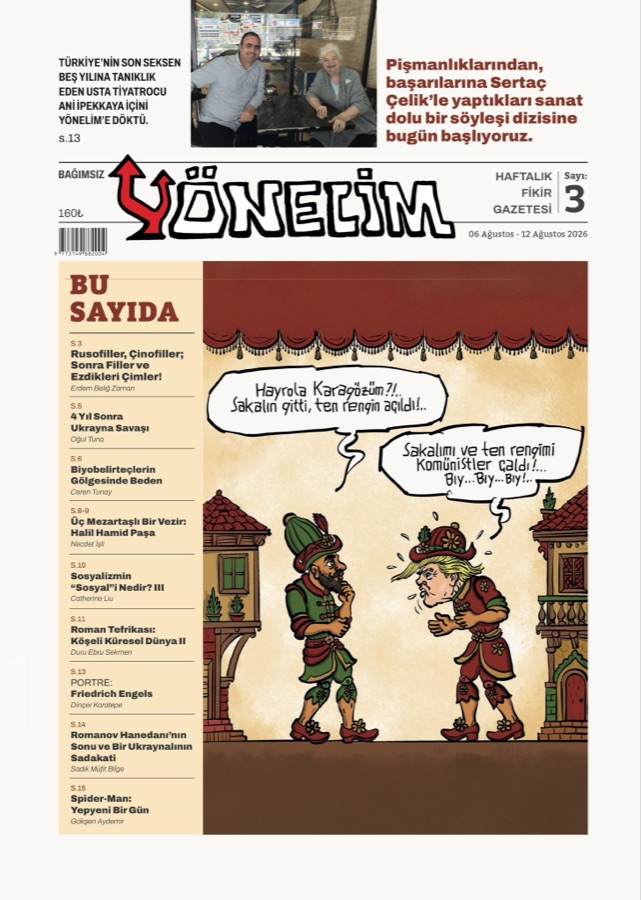 TÜRKİYE'NİN SON SEKSEN
BEŞ YILINA TANIKLIK
EDEN USTA TİYATROCU
ANİ İPEKKAYA İÇİNİ
YÖNELİM'E DÖKTÜ.
s.13
Pişmanlıklarından,
başarılarına Sertaç
Çelik'le yaptıkları sanat
dolu bir söyleşi dizisine
bugün başlıyoruz.
BAĞIMSIZ
160₺
YÖNELİM
HAFTALIK
FİKİR
GAZETESİ
Sayı:
3
06 Ağustos - 12 Ağustos 2026
BU
SAYIDA
S.3
Rusofiller, Çinofiller;
Sonra Filler ve
Ezdikleri Çimler!
Erdem Beliğ Zaman
S.5
4 Yıl Sonra
Ukrayna Savaşı
Oğul Tuna
S.6
Biyobelirteçlerin
Gölgesinde Beden
Ceren Tunay
S.8-9
Üç Mezartaşlı Bir Vezir:
Halil Hamid Paşa
Necdet İşli
S.10
Sosyalizmin
"Sosyal"i Nedir? III
Catherine Liu
S.11
Roman Tefrikası:
Köşeli Küresel Dünya II
Duru Ebru Sekmen
S.13
PORTRE:
Friedrich Engels
Dinçer Karatepe
S.14
Romanov Hanedanı'nın
Sonu ve Bir Ukraynalının
Sadakati
Sadık Müfit Bilge
S.15
Spider-Man:
Yepyeni Bir Gün
Gökşen Aydemir
Hayrola Karagözüm?!..
Sakalın gitti, ten rengin açıldı!..
Sakalımı ve ten rengimi
Komünistler çaldı!...
Bıy...Bıy...Bıy!..